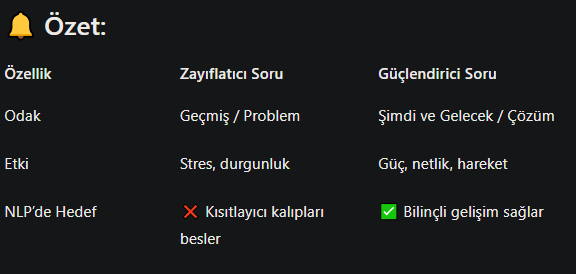 🔔 Özet:
Özellik Zayıflatıcı Soru Güçlendirici Soru
Odak Geçmiş / Problem Şimdi ve Gelecek / Çözüm
Etki Stres, durgunluk Güç, netlik, hareket
NLP’de Hedef ❌ Kısıtlayıcı kalıpları ✅ Bilinçli gelişim sağlar
besler